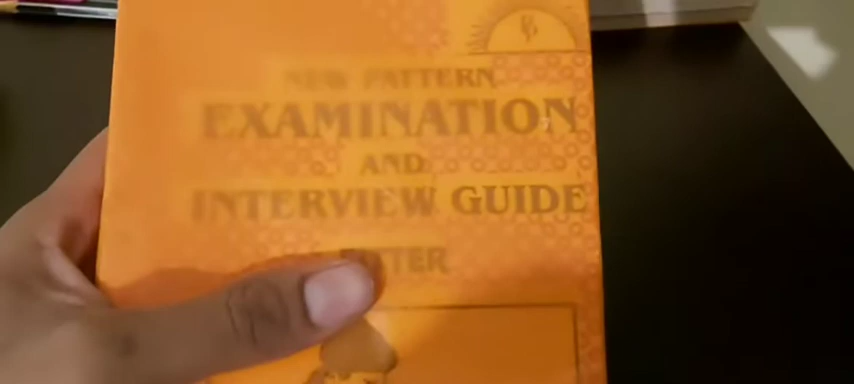 NEW PATTERN
EXAMINATION
AND
INTERVIEW GUIDE